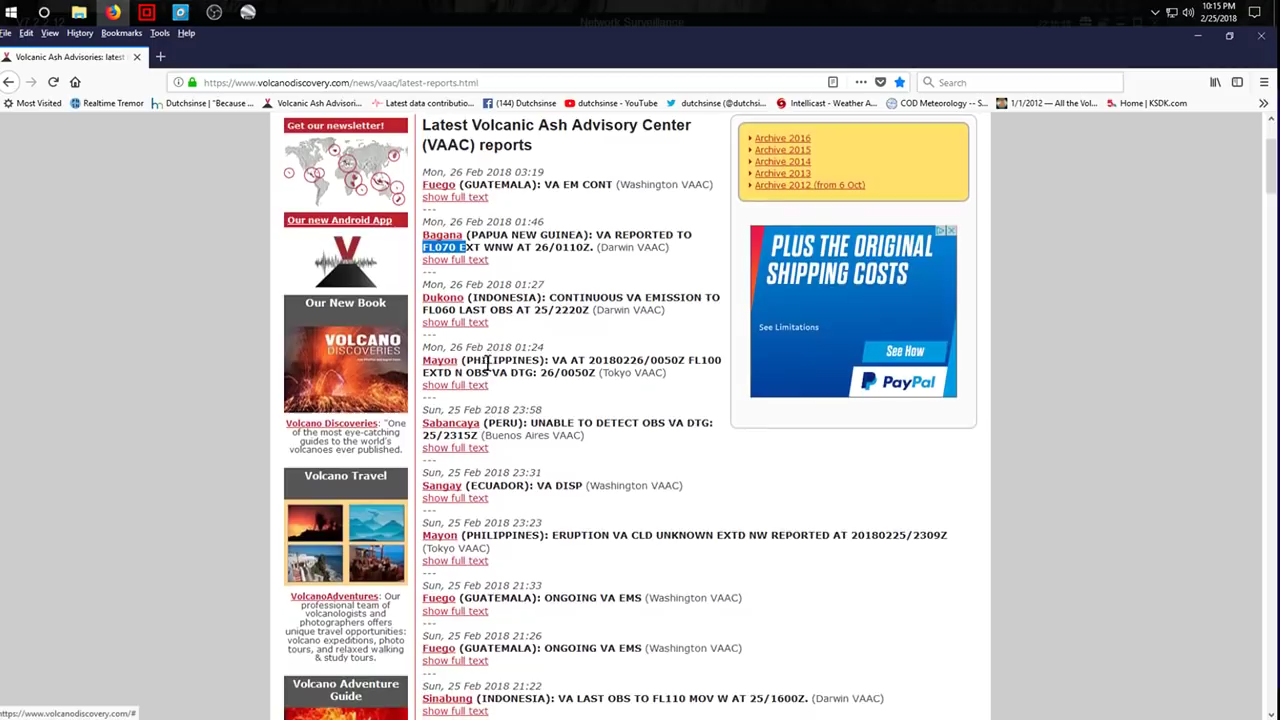 Network Surveillance
10:15 PM
2/25/2018
File Edit View History Bookmarks Tools Help
Volcanic Ash Advisories: latest
https://www.volcanodiscovery.com/news/vaac/latest-reports.html
Search
Most Visited Realtime Tremor Dutchsinse | "Because ... Volcanic Ash Advisori... Latest data contributio... (144) Dutchsinse dutchsinse - YouTube dutchsinse (@dutchsi... Intellicast - Weather A... COD Meteorology -- S... 1/1/2012 — All the Vol... Home | KSDK.com
Get our newsletter!
Our new Android App
Our New Book
VOLCANO
DISCOVERIES
Volcano Discoveries: "One
of the most eye-catching
guides to the world's
volcanoes ever published.
Volcano Travel
VolcanoAdventures: Our
professional team of
volcanologists and
photographers offers
unique travel opportunities:
volcano expeditions, photo
tours, and relaxed walking
& study tours.
Volcano Adventure
Guide
Latest Volcanic Ash Advisory Center
(VAAC) reports
Mon, 26 Feb 2018 03:19
Fuego (GUATEMALA): VA EM CONT (Washington VAAC)
show full text
---
Mon, 26 Feb 2018 01:46
Bagana (PAPUA NEW GUINEA): VA REPORTED TO
FL070 EXT WNW AT 26/0110Z. (Darwin VAAC)
show full text
---
Mon, 26 Feb 2018 01:27
Dukono (INDONESIA): CONTINUOUS VA EMISSION TO
FL060 LAST OBS AT 25/2220Z (Darwin VAAC)
show full text
---
Mon, 26 Feb 2018 01:24
Mayon (PHILIPPINES): VA AT 20180226/0050Z FL100
EXTD N OBS VA DTG: 26/0050Z (Tokyo VAAC)
show full text
---
Sun, 25 Feb 2018 23:58
Sabancaya (PERU): UNABLE TO DETECT OBS VA DTG:
25/2315Z (Buenos Aires VAAC)
show full text
---
Sun, 25 Feb 2018 23:31
Sangay (ECUADOR): VA DISP (Washington VAAC)
show full text
---
Sun, 25 Feb 2018 23:23
Mayon (PHILIPPINES): ERUPTION VA CLD UNKNOWN EXTD NW REPORTED AT 20180225/2309Z
(Tokyo VAAC)
show full text
---
Sun, 25 Feb 2018 21:33
Fuego (GUATEMALA): ONGOING VA EMS (Washington VAAC)
show full text
---
Sun, 25 Feb 2018 21:26
Fuego (GUATEMALA): ONGOING VA EMS (Washington VAAC)
show full text
---
Sun, 25 Feb 2018 21:22
Sinabung (INDONESIA): VA LAST OBS TO FL110 MOV W AT 25/1600Z. (Darwin VAAC)
show full text
Archive 2016
Archive 2015
Archive 2014
Archive 2013
Archive 2012 (from 6 Oct)
PLUS THE ORIGINAL
SHIPPING COSTS
See Limitations
See How
PayPal
https://www.volcanodiscovery.com/#